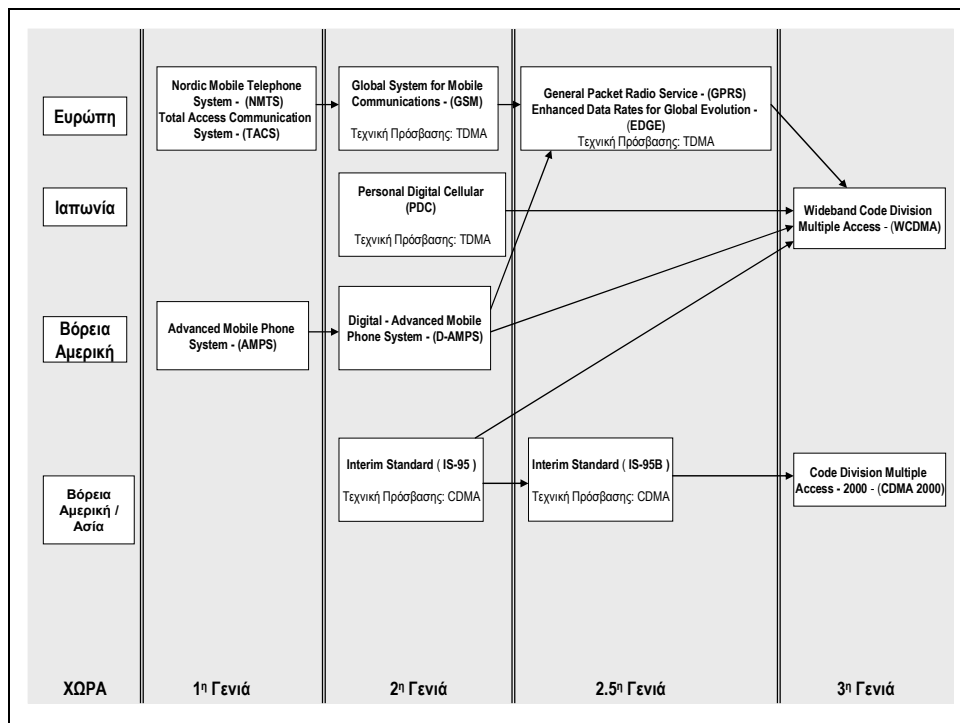 Ευρώπη
Nordic Mobile Telephone
System - (NMTS)
Total Access Communication
System - (TACS)
Global System for Mobile
Communications - (GSM)
Τεχνική Πρόσβασης: TDMA
General Packet Radio Service - (GPRS)
Enhanced Data Rates for Global Evolution -
(EDGE)
Τεχνική Πρόσβασης: TDMA
Ιαπωνία
Personal Digital Cellular
(PDC)
Τεχνική Πρόσβασης: TDMA
Wideband Code Division
Multiple Access - (WCDMA)
Βόρεια
Αμερική
Advanced Mobile Phone
System - (AMPS)
Digital - Advanced Mobile
Phone System - (D-AMPS)
Βόρεια
Αμερική /
Ασία
Interim Standard ( IS-95 )
Τεχνική Πρόσβασης: CDMA
Interim Standard ( IS-95B )
Τεχνική Πρόσβασης: CDMA
Code Division Multiple
Access - 2000 - (CDMA 2000)
ΧΩΡΑ
1η Γενιά
2η Γενιά
2.5η Γενιά
3η Γενιά